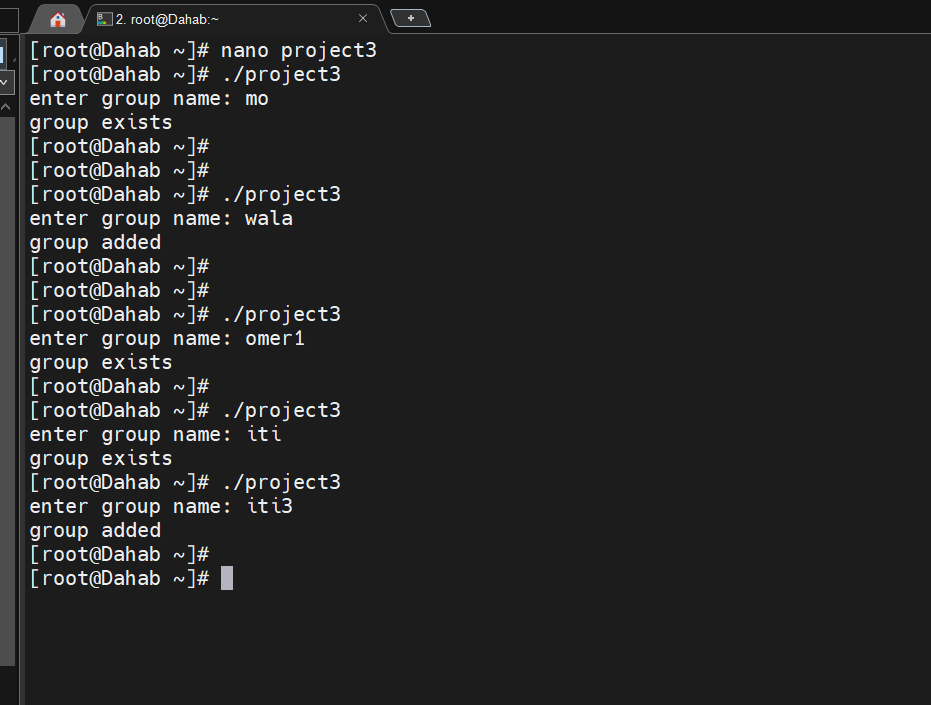 2. root@Dahab:~
[root@Dahab ~]# nano project3
[root@Dahab ~]# ./project3
enter group name: mo
group exists
[root@Dahab ~]#
[root@Dahab ~]#
[root@Dahab ~]# ./project3
enter group name: wala
group added
[root@Dahab ~]#
[root@Dahab ~]#
[root@Dahab ~]# ./project3
enter group name: omer1
group exists
[root@Dahab ~]#
[root@Dahab ~]# ./project3
enter group name: iti
group exists
[root@Dahab ~]# ./project3
enter group name: iti3
group added
[root@Dahab ~]#
[root@Dahab ~]#